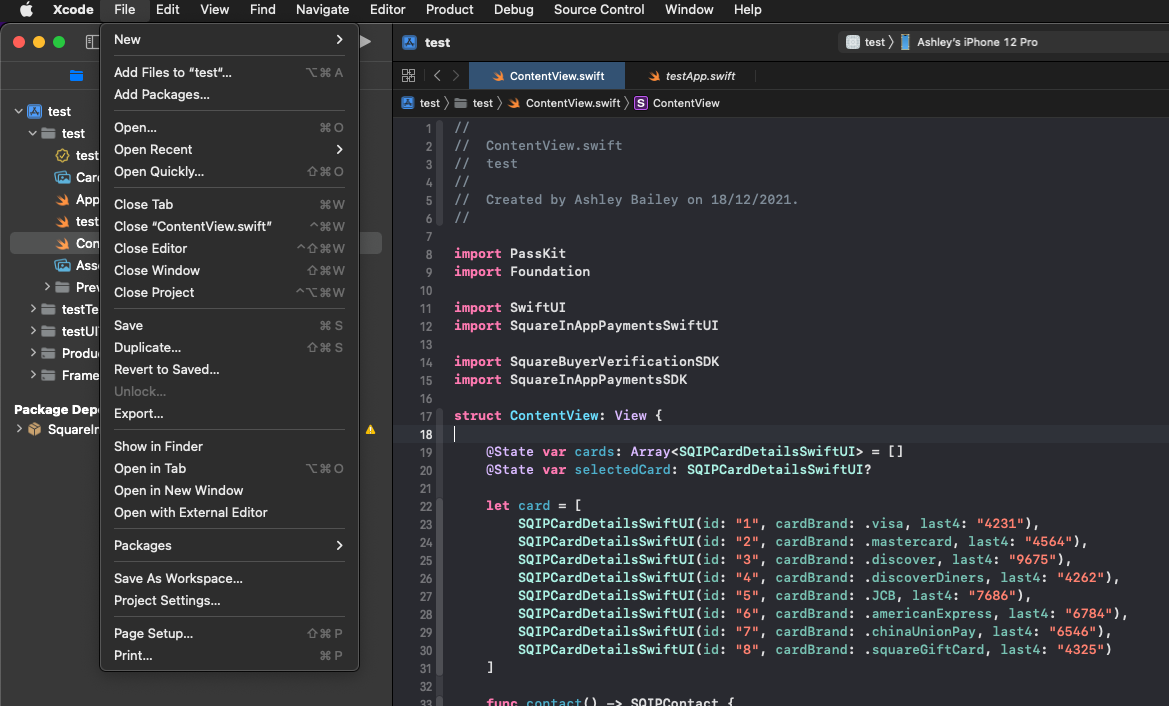 Xcode File Edit View Find Navigate Editor Product Debug Source Control Window Help
New
Add Files to “test”... ⌥⌘A
Add Packages...
Open... ⌘O
Open Recent
Open Quickly... ⇧⌘O
Close Tab ⌘W
Close “ContentView.swift” ^⌘W
Close Editor ^⇧⌘W
Close Window ⇧⌘W
Close Project ^⌥⌘W
Save ⌘S
Duplicate... ⇧⌘S
Revert to Saved...
Unlock...
Export...
Show in Finder
Open in Tab ⌥⌘O
Open in New Window
Open with External Editor
Packages
Save As Workspace...
Project Settings...
Page Setup... ⇧⌘P
Print... ⌘P
test
test
test
Car
App
test
Con
Asse
Prev
testTe
testUI
Produ
Frame
Package Depe
SquareIn
test
test 〉 Ashley’s iPhone 12 Pro
ContentView.swift testApp.swift
test 〉 test 〉 ContentView.swift 〉 S ContentView
1 //
2 //  ContentView.swift
3 //  test
4 //
5 //  Created by Ashley Bailey on 18/12/2021.
6 //
7
8 import PassKit
9 import Foundation
10
11 import SwiftUI
12 import SquareInAppPaymentsSwiftUI
13
14 import SquareBuyerVerificationSDK
15 import SquareInAppPaymentsSDK
16
17 struct ContentView: View {
18
19     @State var cards: Array<SQIPCardDetailsSwiftUI> = []
20     @State var selectedCard: SQIPCardDetailsSwiftUI?
21
22     let card = [
23         SQIPCardDetailsSwiftUI(id: "1", cardBrand: .visa, last4: "4231"),
24         SQIPCardDetailsSwiftUI(id: "2", cardBrand: .mastercard, last4: "4564"),
25         SQIPCardDetailsSwiftUI(id: "3", cardBrand: .discover, last4: "9675"),
26         SQIPCardDetailsSwiftUI(id: "4", cardBrand: .discoverDiners, last4: "4262"),
27         SQIPCardDetailsSwiftUI(id: "5", cardBrand: .JCB, last4: "7686"),
28         SQIPCardDetailsSwiftUI(id: "6", cardBrand: .americanExpress, last4: "6784"),
29         SQIPCardDetailsSwiftUI(id: "7", cardBrand: .chinaUnionPay, last4: "6546"),
30         SQIPCardDetailsSwiftUI(id: "8", cardBrand: .squareGiftCard, last4: "4325")
31     ]
32
33     func contact() -> SQIPContact {